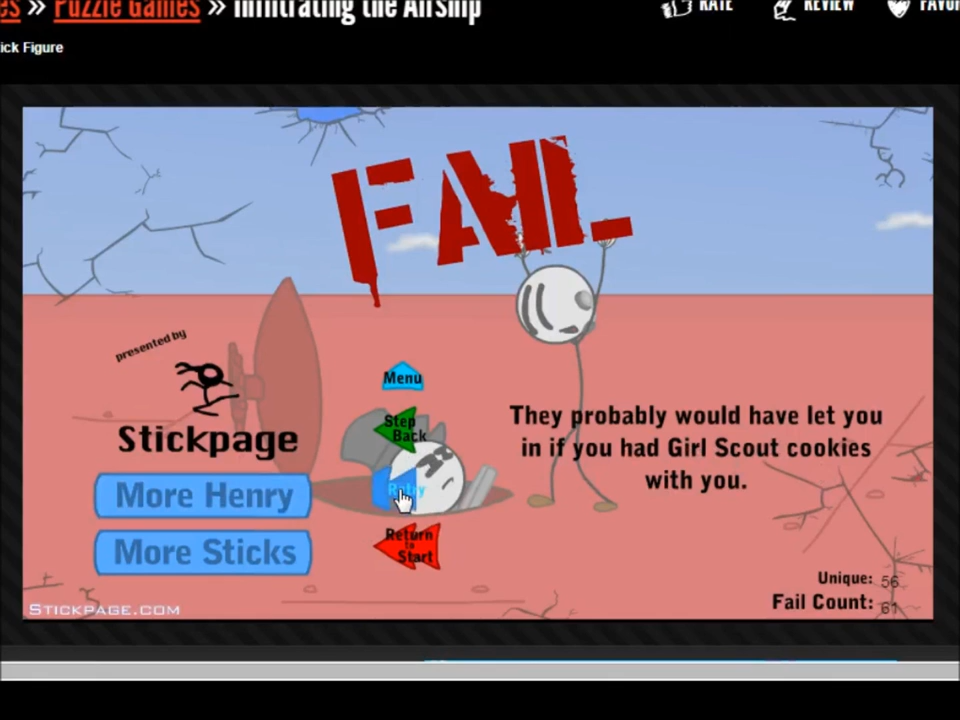 es » Puzzle Games » Infiltrating the Airship
RATE REVIEW FAVO
ick Figure
FAIL
presented by
Stickpage
More Henry
More Sticks
Menu
Step
Back
Retry
Return
to
Start
They probably would have let you
in if you had Girl Scout cookies
with you.
Unique: 56
Fail Count: 61
STICKPAGE.COM